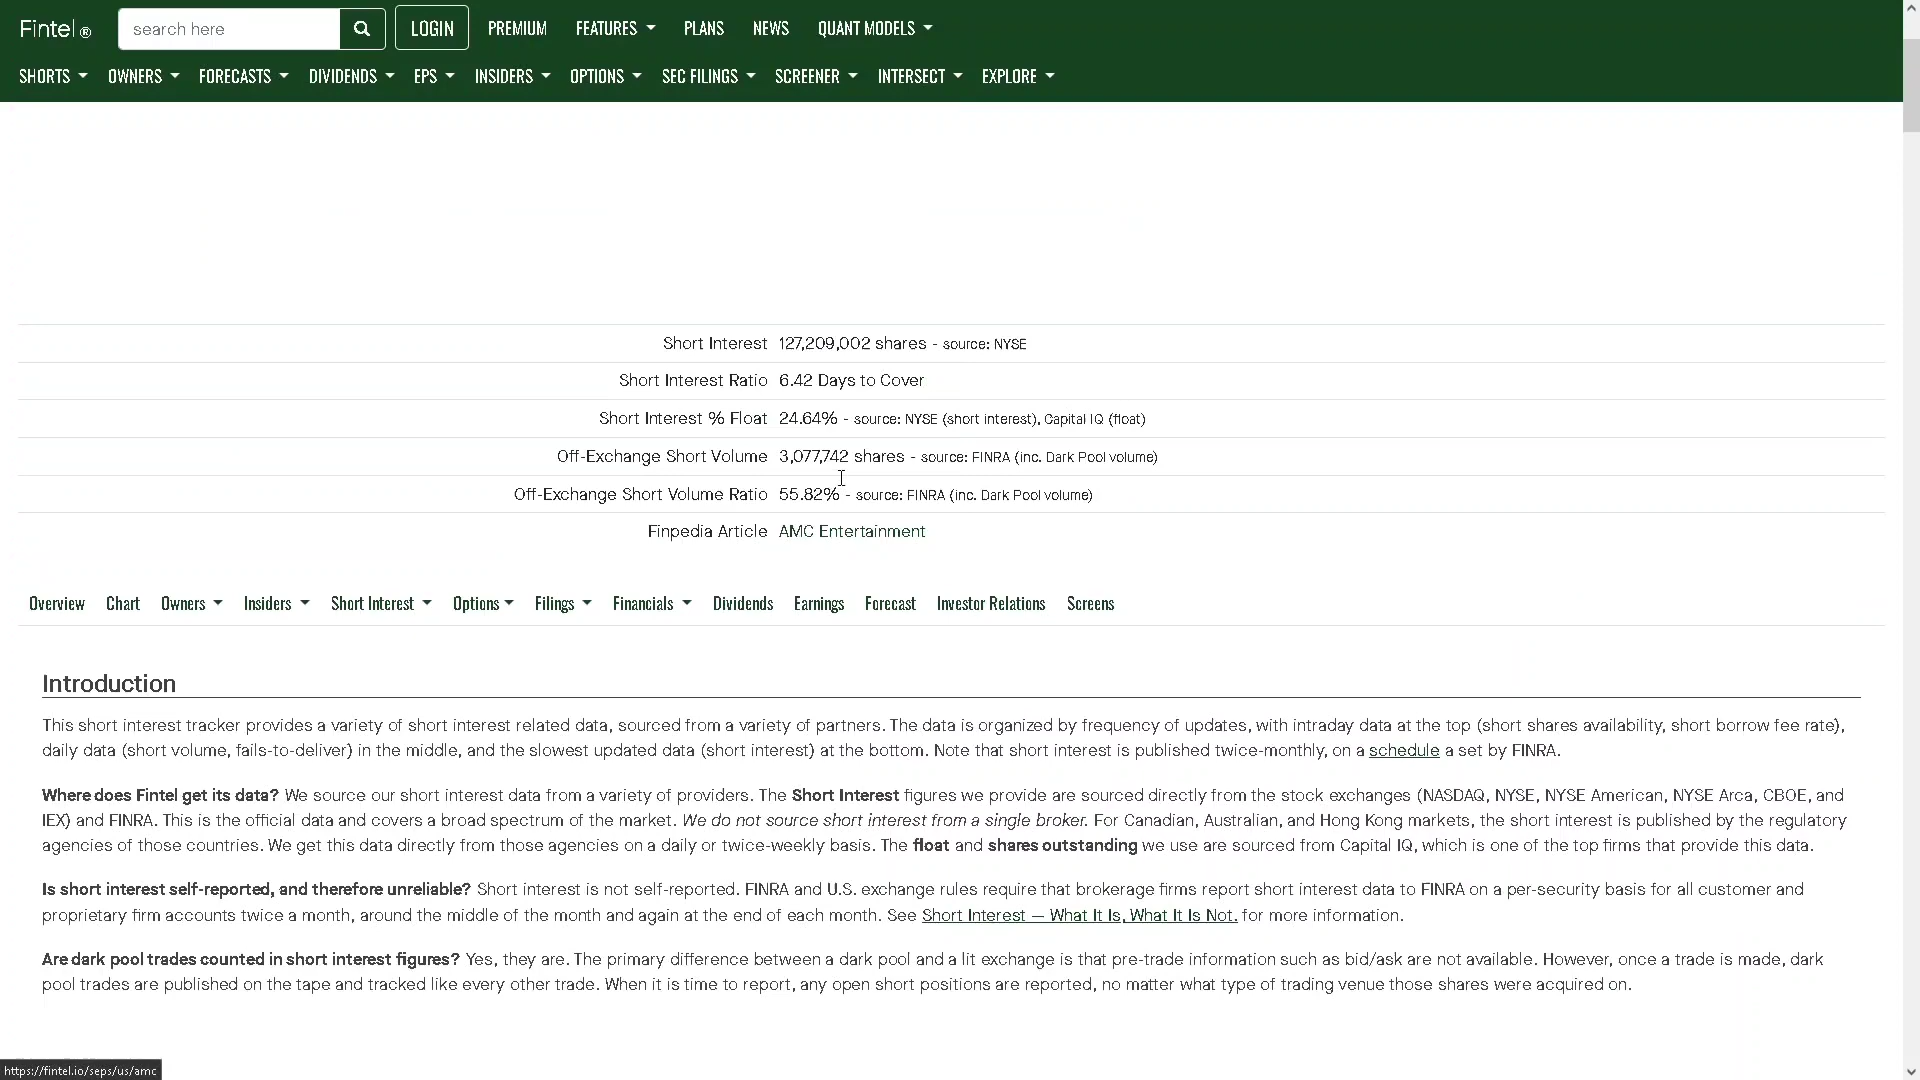 Fintel ® search here LOGIN PREMIUM FEATURES PLANS NEWS QUANT MODELS
SHORTS OWNERS FORECASTS DIVIDENDS EPS INSIDERS OPTIONS SEC FILINGS SCREENER INTERSECT EXPLORE
Short Interest 127,209,002 shares - source: NYSE
Short Interest Ratio 6.42 Days to Cover
Short Interest % Float 24.64% - source: NYSE (short interest), Capital IQ (float)
Off-Exchange Short Volume 3,077,742 shares - source: FINRA (inc. Dark Pool volume)
Off-Exchange Short Volume Ratio 55.82% - source: FINRA (inc. Dark Pool volume)
Finpedia Article AMC Entertainment
Overview Chart Owners Insiders Short Interest Options Filings Financials Dividends Earnings Forecast Investor Relations Screens
Introduction
This short interest tracker provides a variety of short interest related data, sourced from a variety of partners. The data is organized by frequency of updates, with intraday data at the top (short shares availability, short borrow fee rate),
daily data (short volume, fails-to-deliver) in the middle, and the slowest updated data (short interest) at the bottom. Note that short interest is published twice-monthly, on a schedule a set by FINRA.
Where does Fintel get its data? We source our short interest data from a variety of providers. The Short Interest figures we provide are sourced directly from the stock exchanges (NASDAQ, NYSE, NYSE American, NYSE Arca, CBOE, and
IEX) and FINRA. This is the official data and covers a broad spectrum of the market. We do not source short interest from a single broker. For Canadian, Australian, and Hong Kong markets, the short interest is published by the regulatory
agencies of those countries. We get this data directly from those agencies on a daily or twice-weekly basis. The float and shares outstanding we use are sourced from Capital IQ, which is one of the top firms that provide this data.
Is short interest self-reported, and therefore unreliable? Short interest is not self-reported. FINRA and U.S. exchange rules require that brokerage firms report short interest data to FINRA on a per-security basis for all customer and
proprietary firm accounts twice a month, around the middle of the month and again at the end of each month. See Short Interest — What It Is, What It Is Not. for more information.
Are dark pool trades counted in short interest figures? Yes, they are. The primary difference between a dark pool and a lit exchange is that pre-trade information such as bid/ask are not available. However, once a trade is made, dark
pool trades are published on the tape and tracked like every other trade. When it is time to report, any open short positions are reported, no matter what type of trading venue those shares were acquired on.
https://fintel.io/seps/us/amc